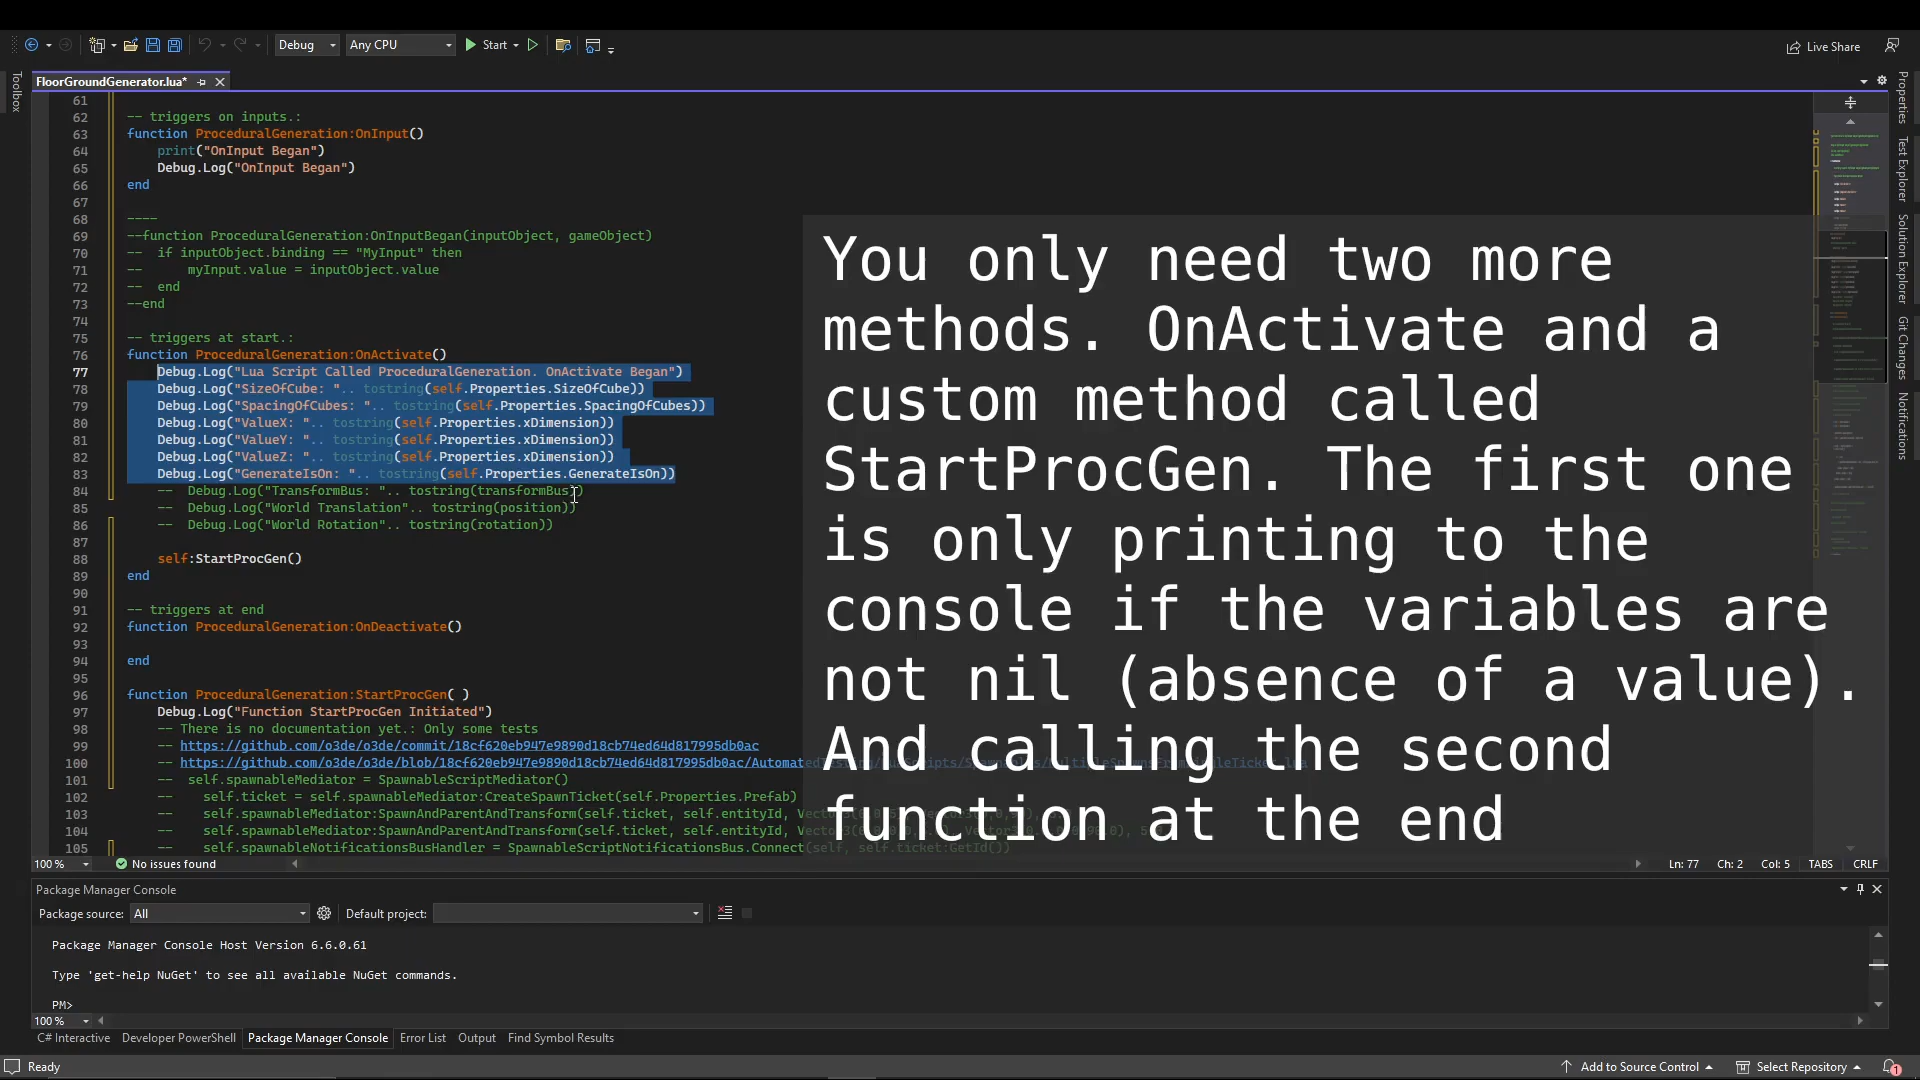 Debug
Any CPU
Start
Live Share
FloorGroundGenerator.lua*
Toolbox
61
62 -- triggers on inputs.:
63 function ProceduralGeneration:OnInput()
64 print("OnInput Began")
65 Debug.Log("OnInput Began")
66 end
67
68 ----
69 --function ProceduralGeneration:OnInputBegan(inputObject, gameObject)
70 -- if inputObject.binding == "MyInput" then
71 -- myInput.value = inputObject.value
72 -- end
73 --end
74
75 -- triggers at start.:
76 function ProceduralGeneration:OnActivate()
77 Debug.Log("Lua Script Called ProceduralGeneration. OnActivate Began")
78 Debug.Log("SizeOfCube: ".. tostring(self.Properties.SizeOfCube))
79 Debug.Log("SpacingOfCubes: ".. tostring(self.Properties.SpacingOfCubes))
80 Debug.Log("ValueX: ".. tostring(self.Properties.xDimension))
81 Debug.Log("ValueY: ".. tostring(self.Properties.xDimension))
82 Debug.Log("ValueZ: ".. tostring(self.Properties.xDimension))
83 Debug.Log("GenerateIsOn: ".. tostring(self.Properties.GenerateIsOn))
84 -- Debug.Log("TransformBus: ".. tostring(transformBus))
85 -- Debug.Log("World Translation".. tostring(position))
86 -- Debug.Log("World Rotation".. tostring(rotation))
87
88 self:StartProcGen()
89 end
90
91 -- triggers at end
92 function ProceduralGeneration:OnDeactivate()
93
94 end
95
96 function ProceduralGeneration:StartProcGen( )
97 Debug.Log("Function StartProcGen Initiated")
98 -- There is no documentation yet.: Only some tests
99 -- https://github.com/o3de/o3de/commit/18cf620eb947e9890d18cb74ed64d817995db0ac
100 -- https://github.com/o3de/o3de/blob/18cf620eb947e9890d18cb74ed64d817995db0ac/Automated
101 -- self.spawnableMediator = SpawnableScriptMediator()
102 -- self.ticket = self.spawnableMediator:CreateSpawnTicket(self.Properties.Prefab)
103 -- self.spawnableMediator:SpawnAndParentAndTransform(self.ticket, self.entityId,
104 -- self.spawnableMediator:SpawnAndParentAndTransform(self.ticket, self.entityId,
105 -- self.spawnableNotificationsBusHandler = SpawnableScriptNotificationsBus.Connect(self, self.ticket:GetId())
You only need two more
methods. OnActivate and a
custom method called
StartProcGen. The first one
is only printing to the
console if the variables are
not nil (absence of a value).
And calling the second
function at the end
Properties
Test Explorer
Solution Explorer
Git Changes
Notifications
100 %
No issues found
Ln: 77 Ch: 2 Col: 5 TABS CRLF
Package Manager Console
Package source: All
Default project:
Package Manager Console Host Version 6.6.0.61
Type 'get-help NuGet' to see all available NuGet commands.
PM>
100 %
C# Interactive Developer PowerShell Package Manager Console Error List Output Find Symbol Results
Ready
Add to Source Control
Select Repository
1